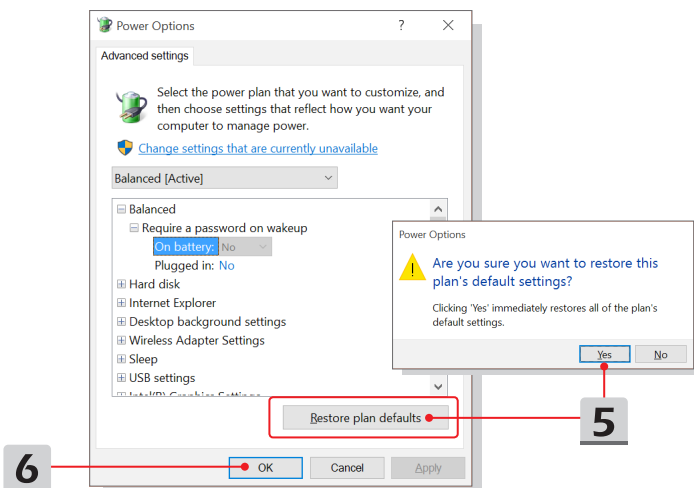 Power Options
?
Advanced settings
Select the power plan that you want to customize, and
then choose settings that reflect how you want your
computer to manage power.
Change settings that are currently unavailable
Balanced [Active]
Balanced
Require a password on wakeup
On battery: No
Plugged in: No
Hard disk
Internet Explorer
Desktop background settings
Wireless Adapter Settings
Sleep
USB settings
Intel(R) Graphics Settings
Restore plan defaults
OK Cancel Apply
6
Power Options
Are you sure you want to restore this
plan's default settings?
Clicking 'Yes' immediately restores all of the plan's
default settings.
Yes No
5